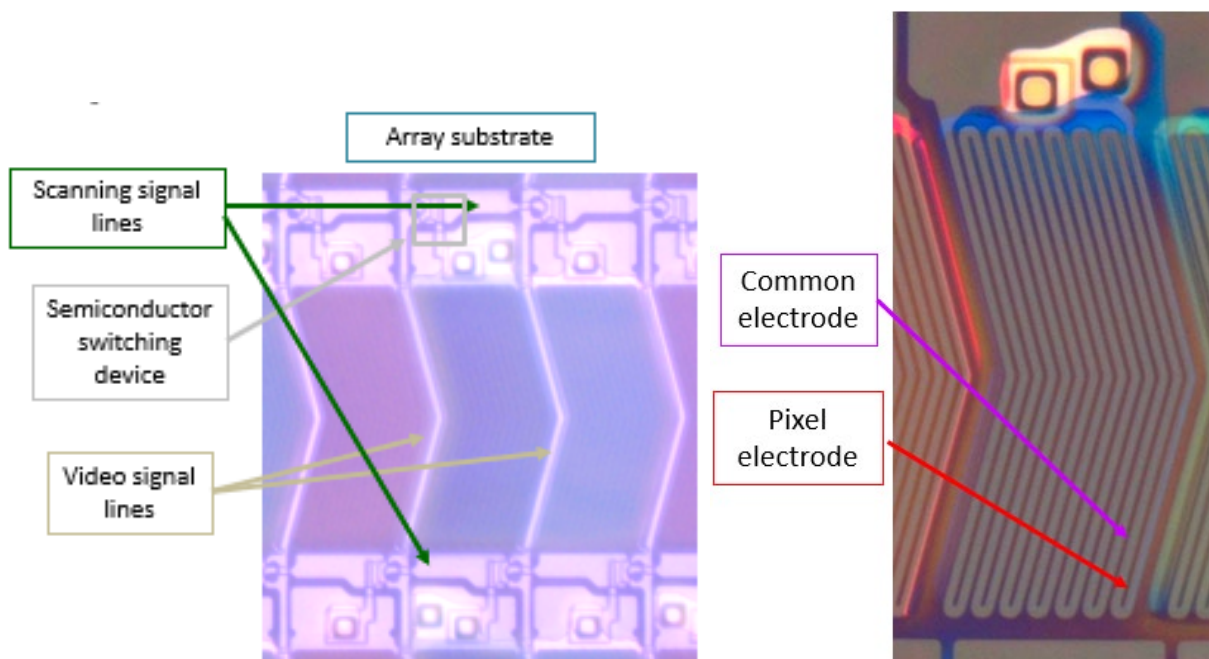 Array substrate
Scanning signal
lines
Semiconductor
switching
device
Video signal
lines
Common
electrode
Pixel
electrode